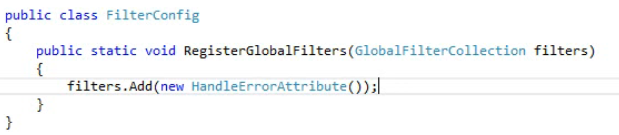 public class FilterConfig
{
    public static void RegisterGlobalFilters(GlobalFilterCollection filters)
    {
        filters.Add(new HandleErrorAttribute());
    }
}